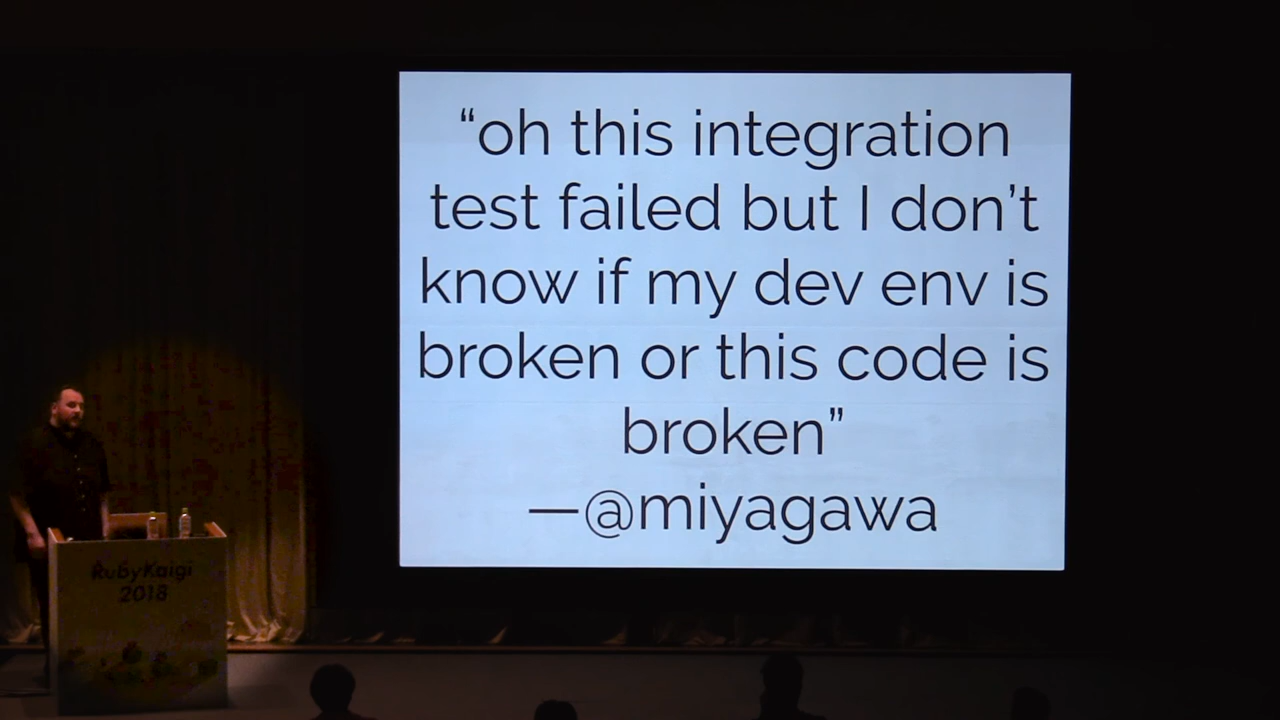 “oh this integration
test failed but I don’t
know if my dev env is
broken or this code is
broken”
—@miyagawa
RubyKaigi
2018